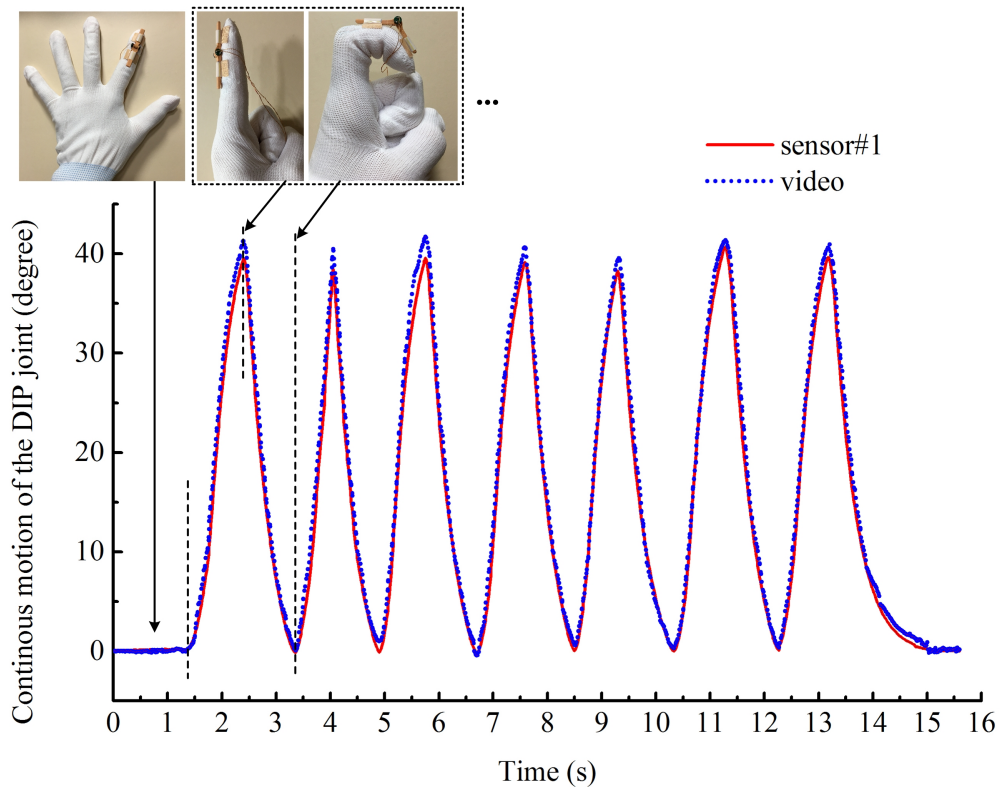 ...
sensor#1
video
Continous motion of the DIP joint (degree)
40
30
20
10
0
0 1 2 3 4 5 6 7 8 9 10 11 12 13 14 15 16
Time (s)